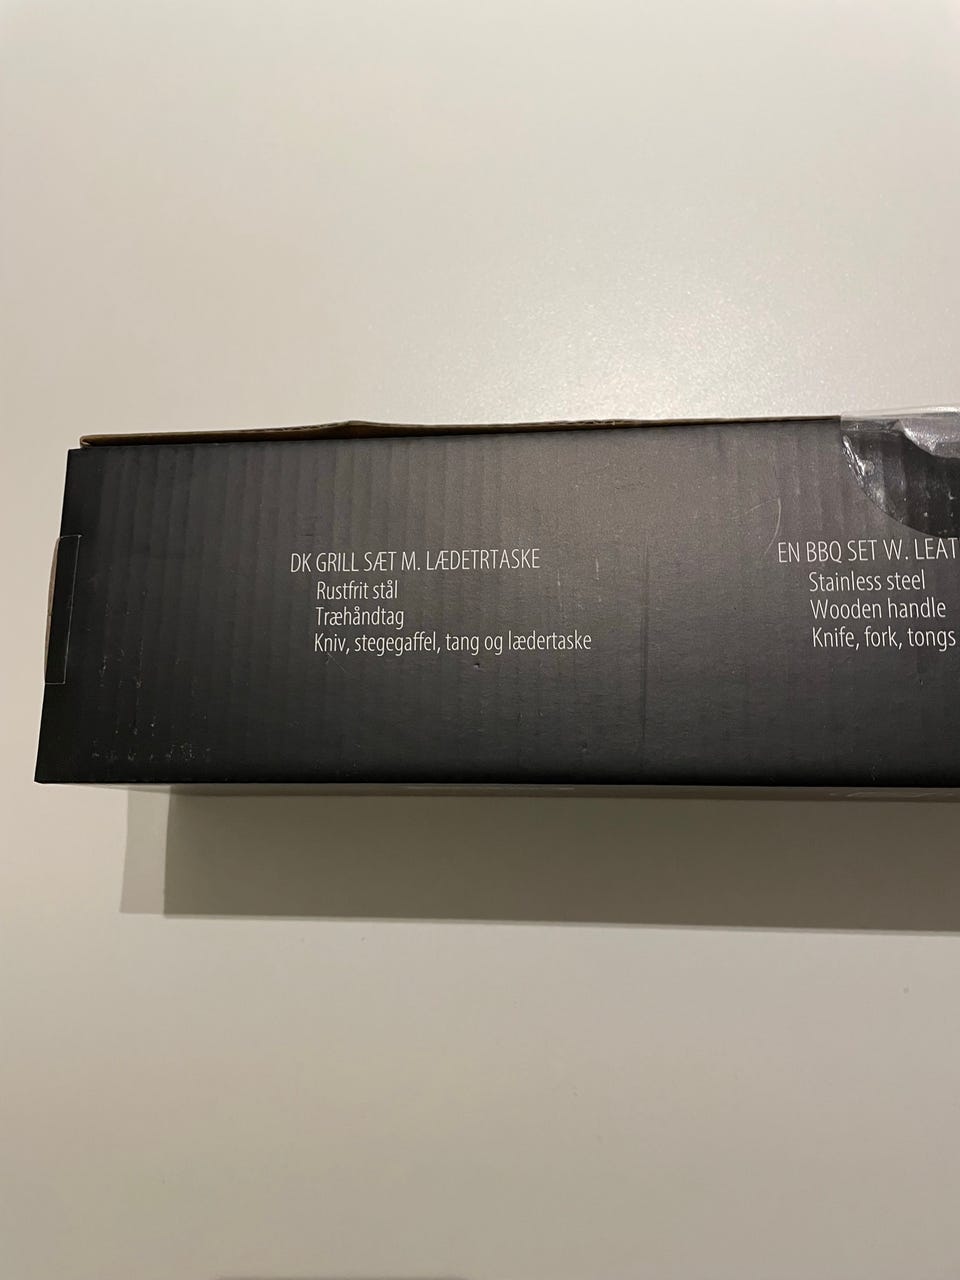 DK GRILL SÆT M. LÆDETRTASKE
Rustfrit stål
Træhåndtag
Kniv, stegegaffel, tang og lædertaske
EN BBQ SET W. LEAT
Stainless steel
Wooden handle
Knife, fork, tongs